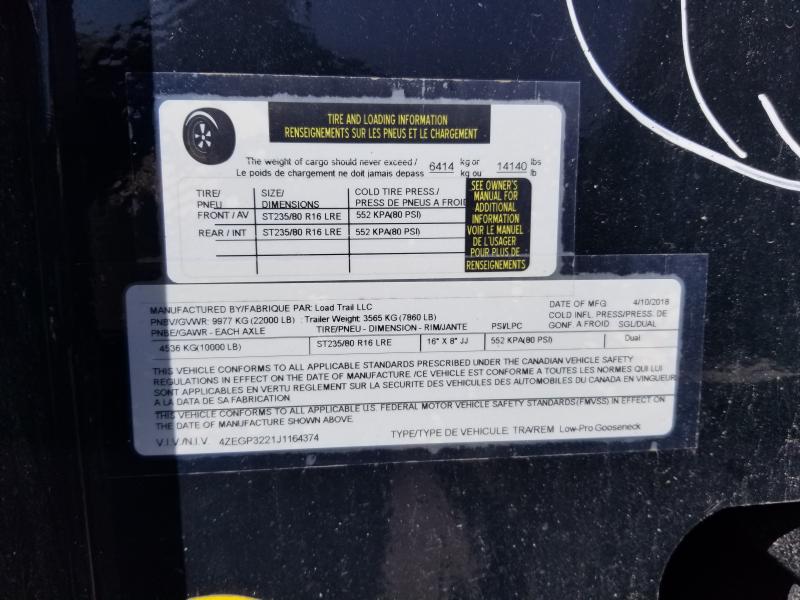 TIRE AND LOADING INFORMATION
RENSEIGNEMENTS SUR LES PNEUS ET LE CHARGEMENT
The weight of cargo should never exceed / 6414 kg or 14140 lbs
Le poids de chargement ne doit jamais depass kg ou lb
TIRE/ SIZE/ COLD TIRE PRESS./
PNEU DIMENSIONS PRESS DE PNEUS A FROID
FRONT / AV ST235/80 R16 LRE 552 KPA(80 PSI)
REAR / INT ST235/80 R16 LRE 552 KPA(80 PSI)
SEE OWNER'S
MANUAL FOR
ADDITIONAL
INFORMATION
VOIR LE MANUEL
DE L'USAGER
POUR PLUS DE
RENSEIGNEMENTS
MANUFACTURED BY/FABRIQUE PAR: Load Trail LLC DATE OF MFG 4/10/2018
PNBV/GVWR: 9977 KG (22000 LB) : Trailer Weight: 3565 KG (7860 LB) COLD INFL. PRESS/PRESS. DE
PNBE/GAWR - EACH AXLE TIRE/PNEU - DIMENSION - RIM/JANTE PSI/LPC GONF. A FROID SGL/DUAL
4536 KG(10000 LB) ST235/80 R16 LRE 16" X 8" JJ 552 KPA(80 PSI) Dual
THIS VEHICLE CONFORMS TO ALL APPLICABLE STANDARDS PRESCRIBED UNDER THE CANADIAN VEHICLE SAFETY
REGULATIONS IN EFFECT ON THE DATE OF MANUFACTURE /CE VEHICULE EST CONFORME A TOUTES LES NORMES QUI LUI
SONT APPLICABLES EN VERTU REGLEMENT SUR LA SECURITE DES VEHICULES DES AUTOMOBILES DU CANADA EN VINGUEUR
A LA DATA DE SA FABRICATION
THIS VEHICLE CONFORMS TO ALL APPLICABLE U.S. FEDERAL MOTOR VEHICLE SAFETY STANDARDS(FMVSS) IN EFFECT ON
THE DATE OF MANUFACTURE SHOWN ABOVE.
V.I.V./N.I.V. 4ZEGP3221J1164374 TYPE/TYPE DE VEHICULE: TRA/REM Low-Pro Gooseneck